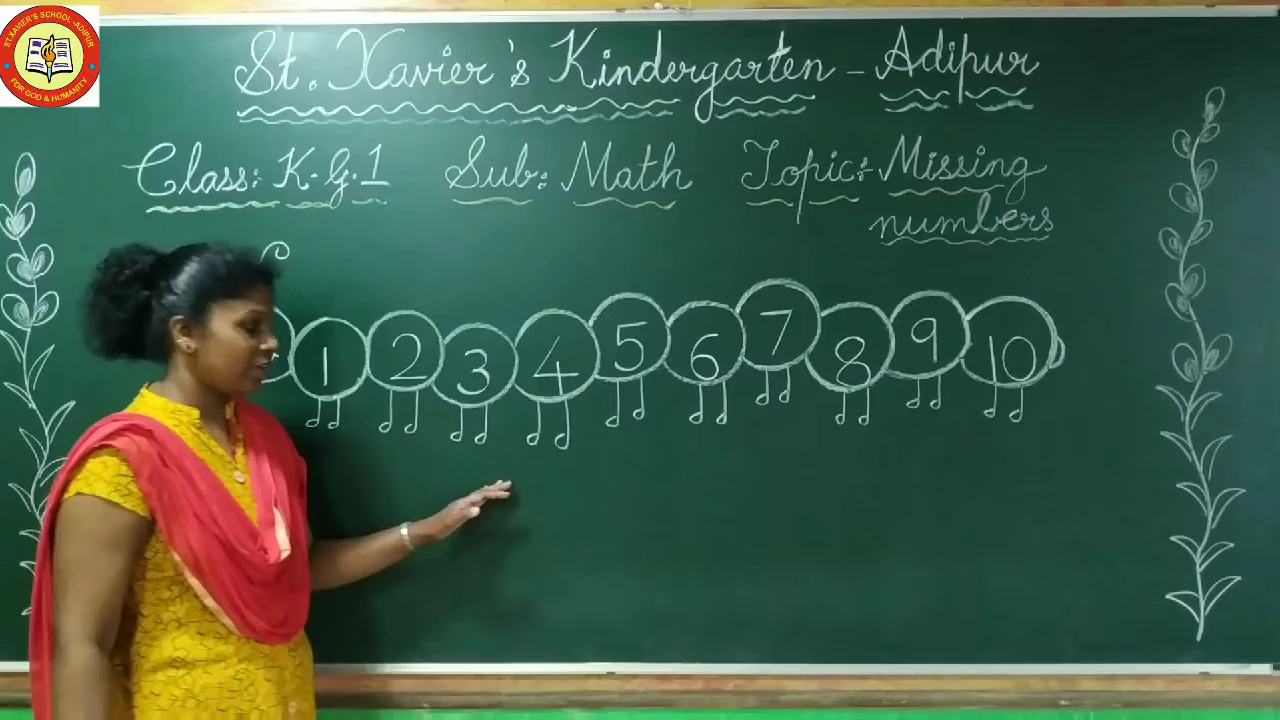 ST.XAVIER'S SCHOOL-ADIPUR
FOR GOD & HUMANITY
St. Xavier's Kindergarten - Adipur
Class: K.G.1 Sub: Math Topic: Missing
numbers
1 2 3 4 5 6 7 8 9 10